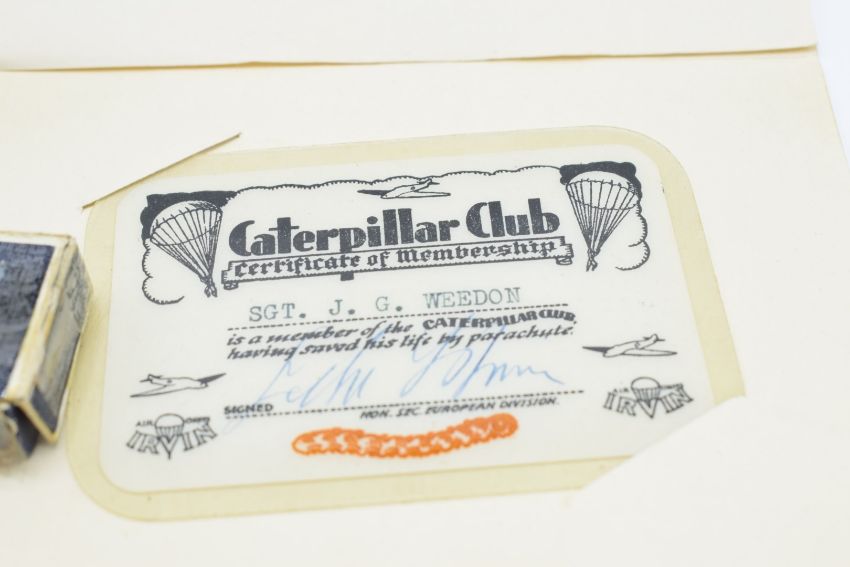 Caterpillar Club
Certificate of Membership
SGT. J. G. WEEDON
is a member of the CATERPILLAR CLUB
having saved his life by parachute.
SIGNED
HON. SEC. EUROPEAN DIVISION.
IRVIN
AIR
IRVIN